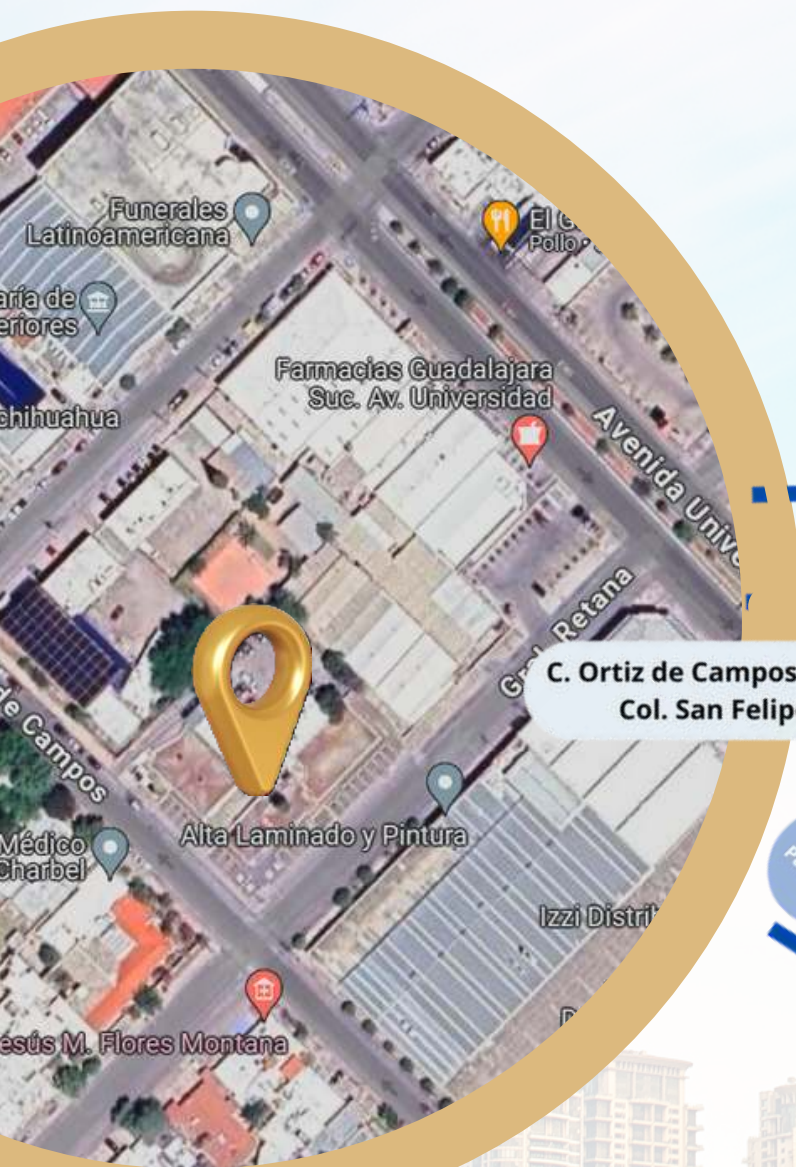 Funerales
Latinoamericana
El G
Pollo
aría de
eriores
Farmacias Guadalajara
Suc. Av. Universidad
chihuahua
Avenida Unive
Gral. Retana
C. Ortiz de Campos
Col. San Felip
de Campos
Alta Laminado y Pintura
Médico
Charbel
Izzi Distrib
esús M. Flores Montana